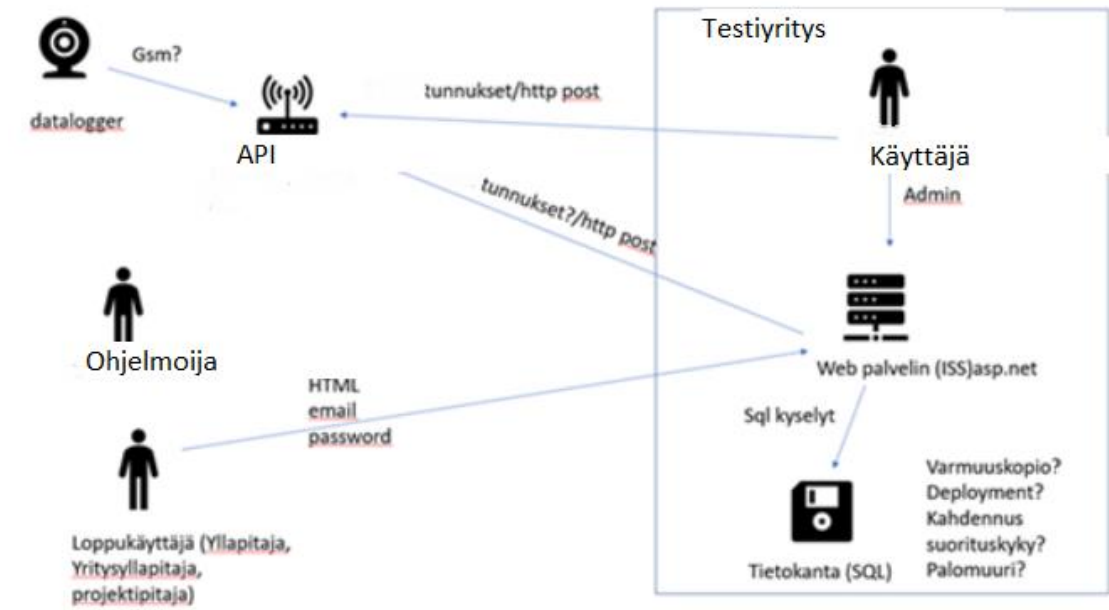 Testiyritys
Gsm?
datalogger
API
tunnukset/http post
Käyttäjä
Admin
tunnukset?/http post
Ohjelmoija
HTML
email
password
Web palvelin (ISS)asp.net
Sql kyselyt
Loppukäyttäjä (Yllapitaja,
Yritysyllapitaja,
projektipitaja)
Tietokanta (SQL)
Varmuuskopio?
Deployment?
Kahdennus
suorituskyky?
Palomuuri?